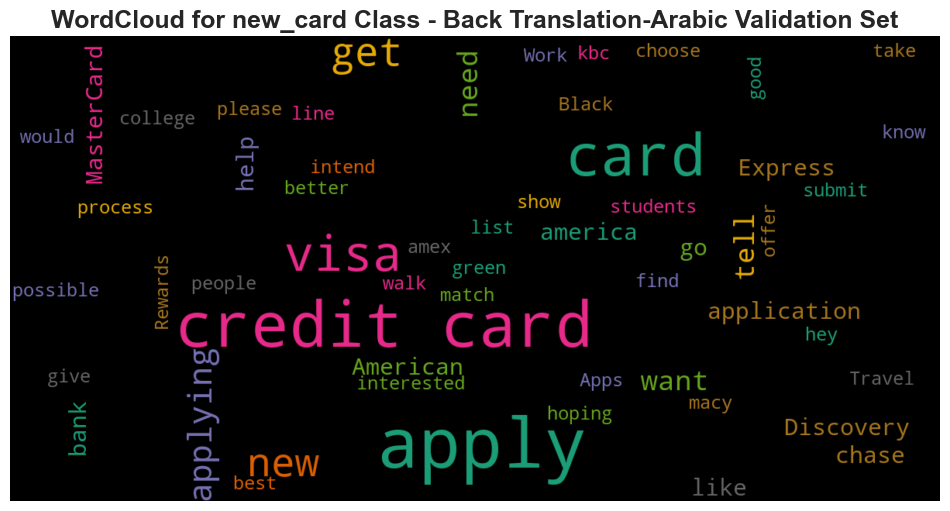 WordCloud for new_card Class - Back Translation-Arabic Validation Set
get
need
Work
kbc
choose
take
good
MasterCard
college
please
line
Black
would
help
card
know
intend
better
Express
submit
process
show
students
list
america
tell
offer
visa
amex
go
green
possible
Rewards
people
walk
match
find
credit card
application
hey
American
interested
give
applying
Apps
want
Travel
bank
hoping
macy
apply
Discovery
chase
new
best
like